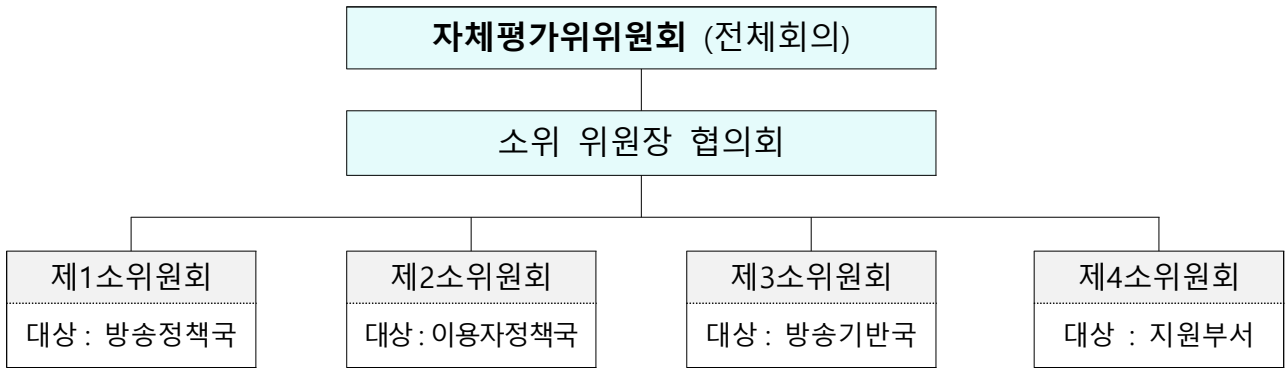 자체평가위위원회 (전체회의)
소위 위원장 협의회
제1소위원회
대상 : 방송정책국
제2소위원회
대상 : 이용자정책국
제3소위원회
대상 : 방송기반국
제4소위원회
대상 : 지원부서